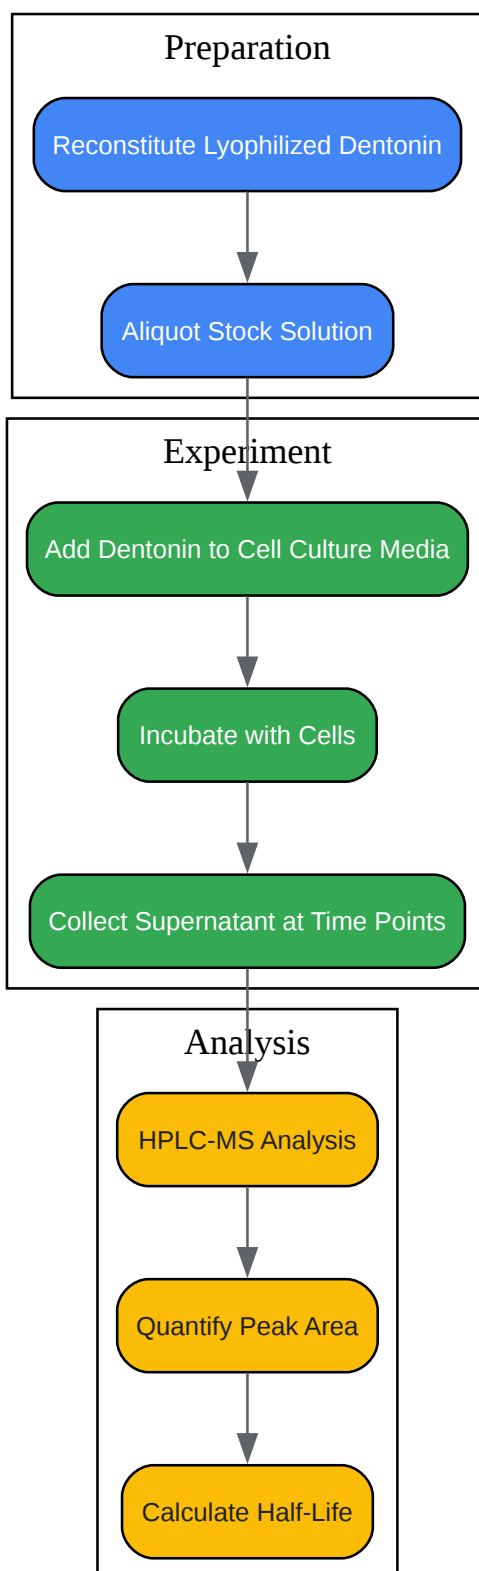 Preparation
Reconstitute Lyophilized Dentonin
Aliquot Stock Solution
Experiment
Add Dentonin to Cell Culture Media
Incubate with Cells
Collect Supernatant at Time Points
Analysis
HPLC-MS Analysis
Quantify Peak Area
Calculate Half-Life